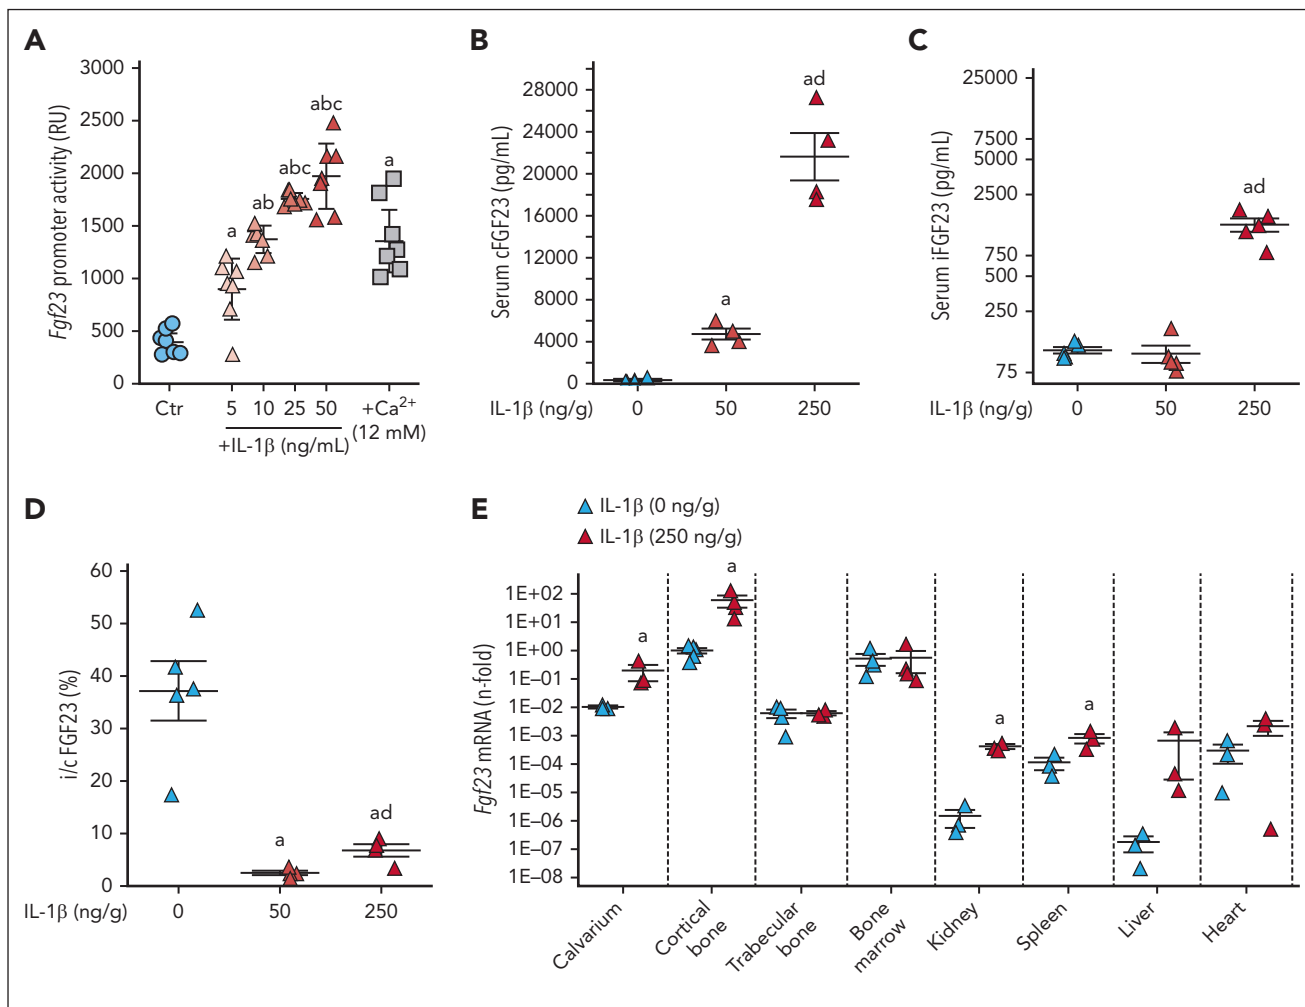 A
3000
2500
2000
1500
1000
500
0
Fgf23 promoter activity (RU)
a
ab
abc
abc
a
Ctr
5 10 25 50
+IL-1β (ng/mL)
+Ca2+
(12 mM)
B
28000
24000
20000
16000
12000
8000
4000
0
Serum cFGF23 (pg/mL)
a
ad
IL-1β (ng/g) 0 50 250
C
25000
7500
5000
2500
750
500
250
75
Serum iFGF23 (pg/mL)
ad
IL-1β (ng/g) 0 50 250
D
60
50
40
30
20
10
0
i/c FGF23 (%)
a
ad
IL-1β (ng/g) 0 50 250
E
IL-1β (0 ng/g)
IL-1β (250 ng/g)
1E+02
1E+01
1E+00
1E–01
1E–02
1E–03
1E–04
1E–05
1E–06
1E–07
1E–08
Fgf23 mRNA (n-fold)
a
a
a
a
Calvarium
Cortical
bone
Trabecular
bone
Bone
marrow
Kidney
Spleen
Liver
Heart